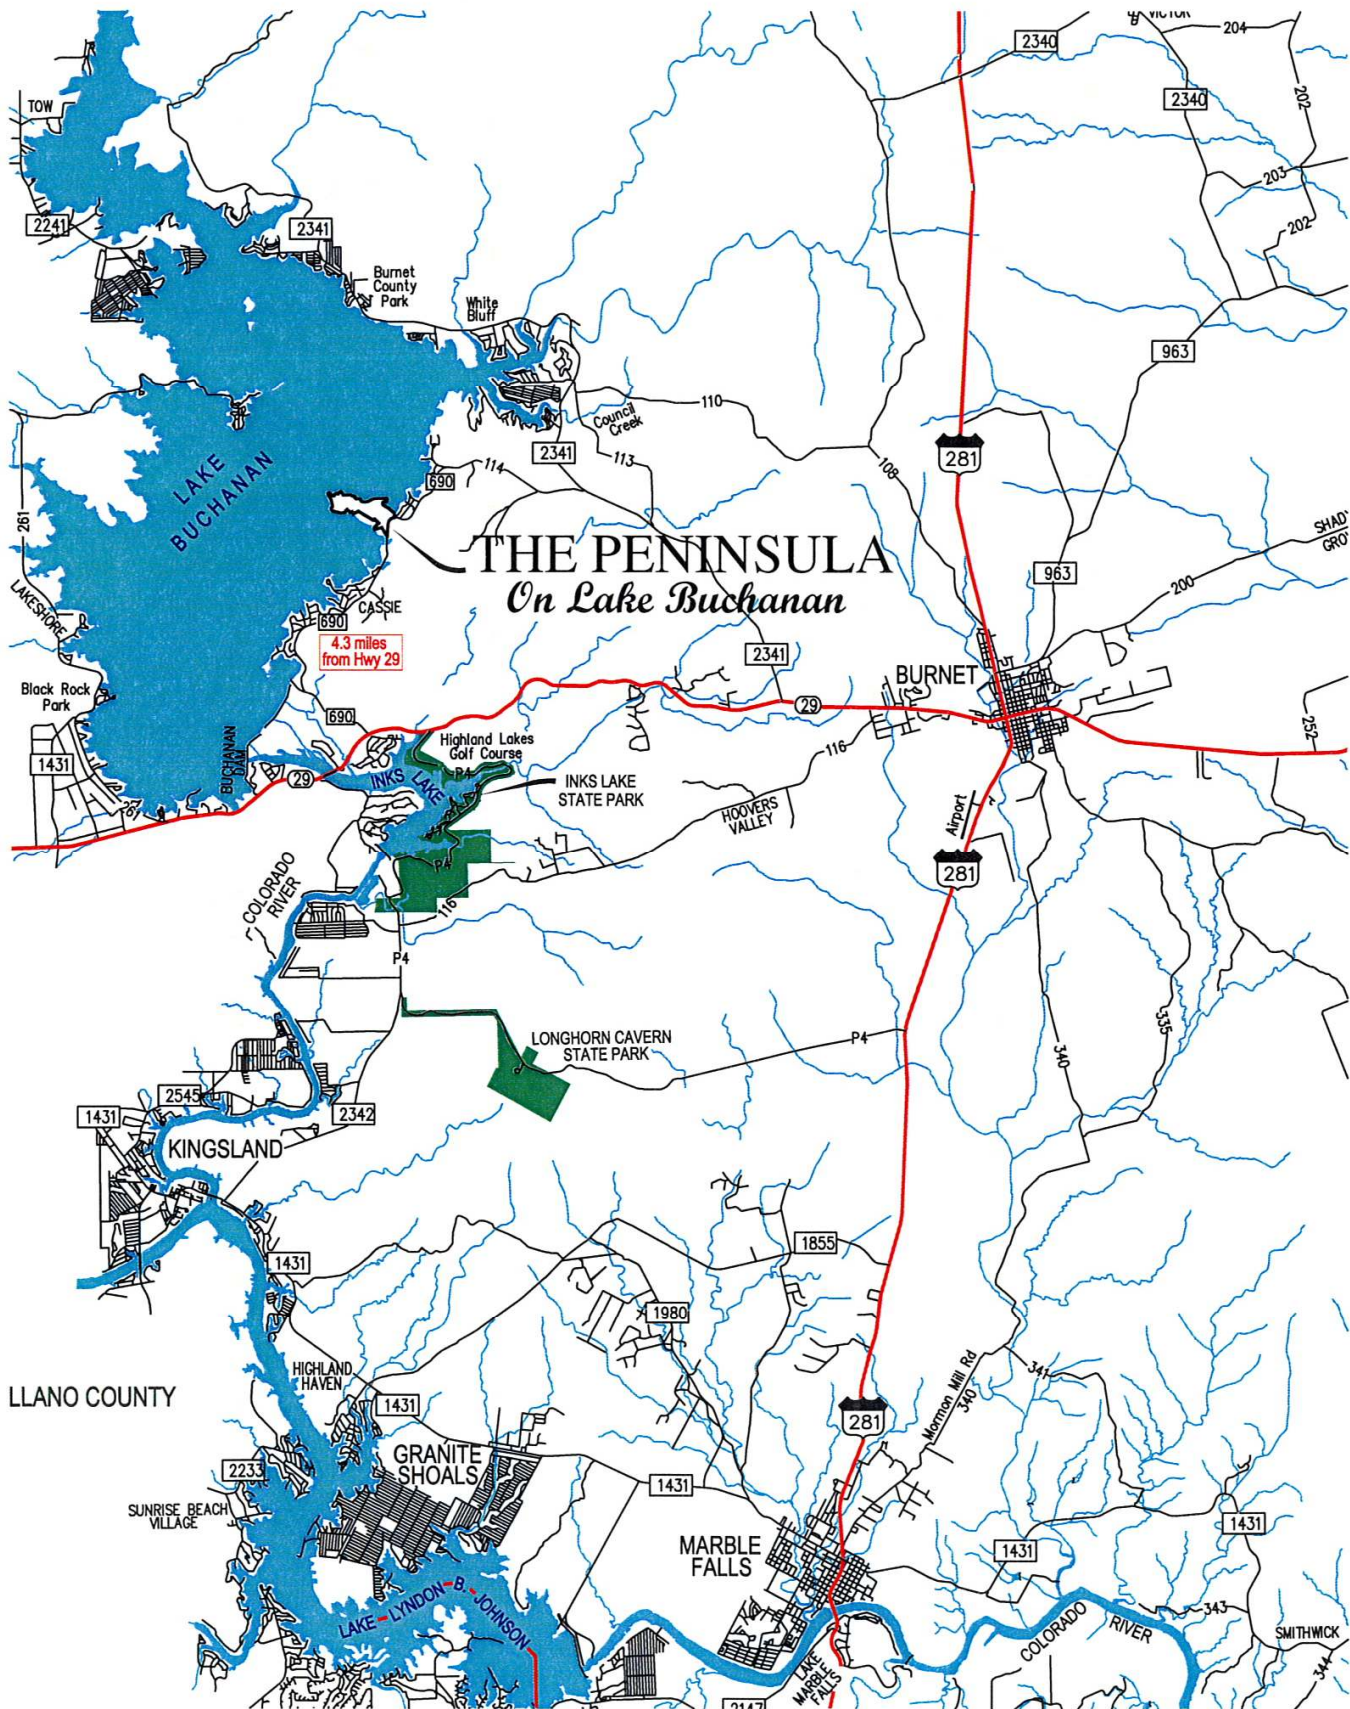 VICTOR
204
2340
2340
202
TOW
203
2241
2341
202
Burnet
County
Park
White
Bluff
963
110
Council
Creek
281
2341
113
114
108
690
LAKE
BUCHANAN
261
THE PENINSULA
On Lake Buchanan
963
200
LAKESHORE
CASSIE
690
4.3 miles
from Hwy 29
2341
BURNET
Black Rock
Park
690
29
252
Highland Lakes
Golf Course
116
1431
BUCHANAN
DAM
29
INKS LAKE
P4
INKS LAKE
STATE PARK
HOOVERS
VALLEY
Airport
261
P4
281
COLORADO
RIVER
116
P4
LONGHORN CAVERN
STATE PARK
P4
335
340
2545
1431
2342
KINGSLAND
1855
1431
1980
HIGHLAND
HAVEN
341
Mormon Mill Rd
340
LLANO COUNTY
1431
281
GRANITE
SHOALS
2233
1431
SUNRISE BEACH
VILLAGE
1431
MARBLE
FALLS
1431
LAKE LYNDON B. JOHNSON
COLORADO RIVER
343
SMITHWICK
LAKE
MARBLE
FALLS
344